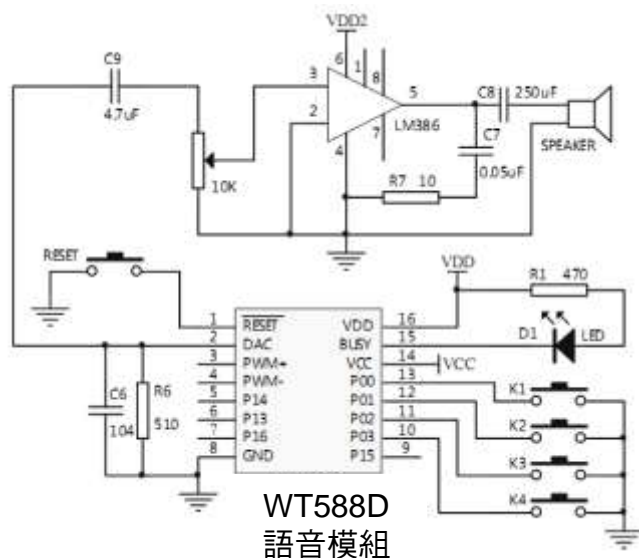 VDD2
C9
4.7uF
10K
3
2
6
1
8
5
7
4
LM386
C8 250uF
C7
0.05uF
R7 10
SPEAKER
RESET
VDD
R1 470
D1
LED
1 RESET
2 DAC
3 PWM+
4 PWM-
5 P14
6 P13
7 P16
8 GND
VDD 16
BUSY 15
VCC 14
VCC
P00 13
P01 12
P02 11
P03 10
P15 9
C6
104
R6
510
K1
K2
K3
K4
WT588D
語音模組